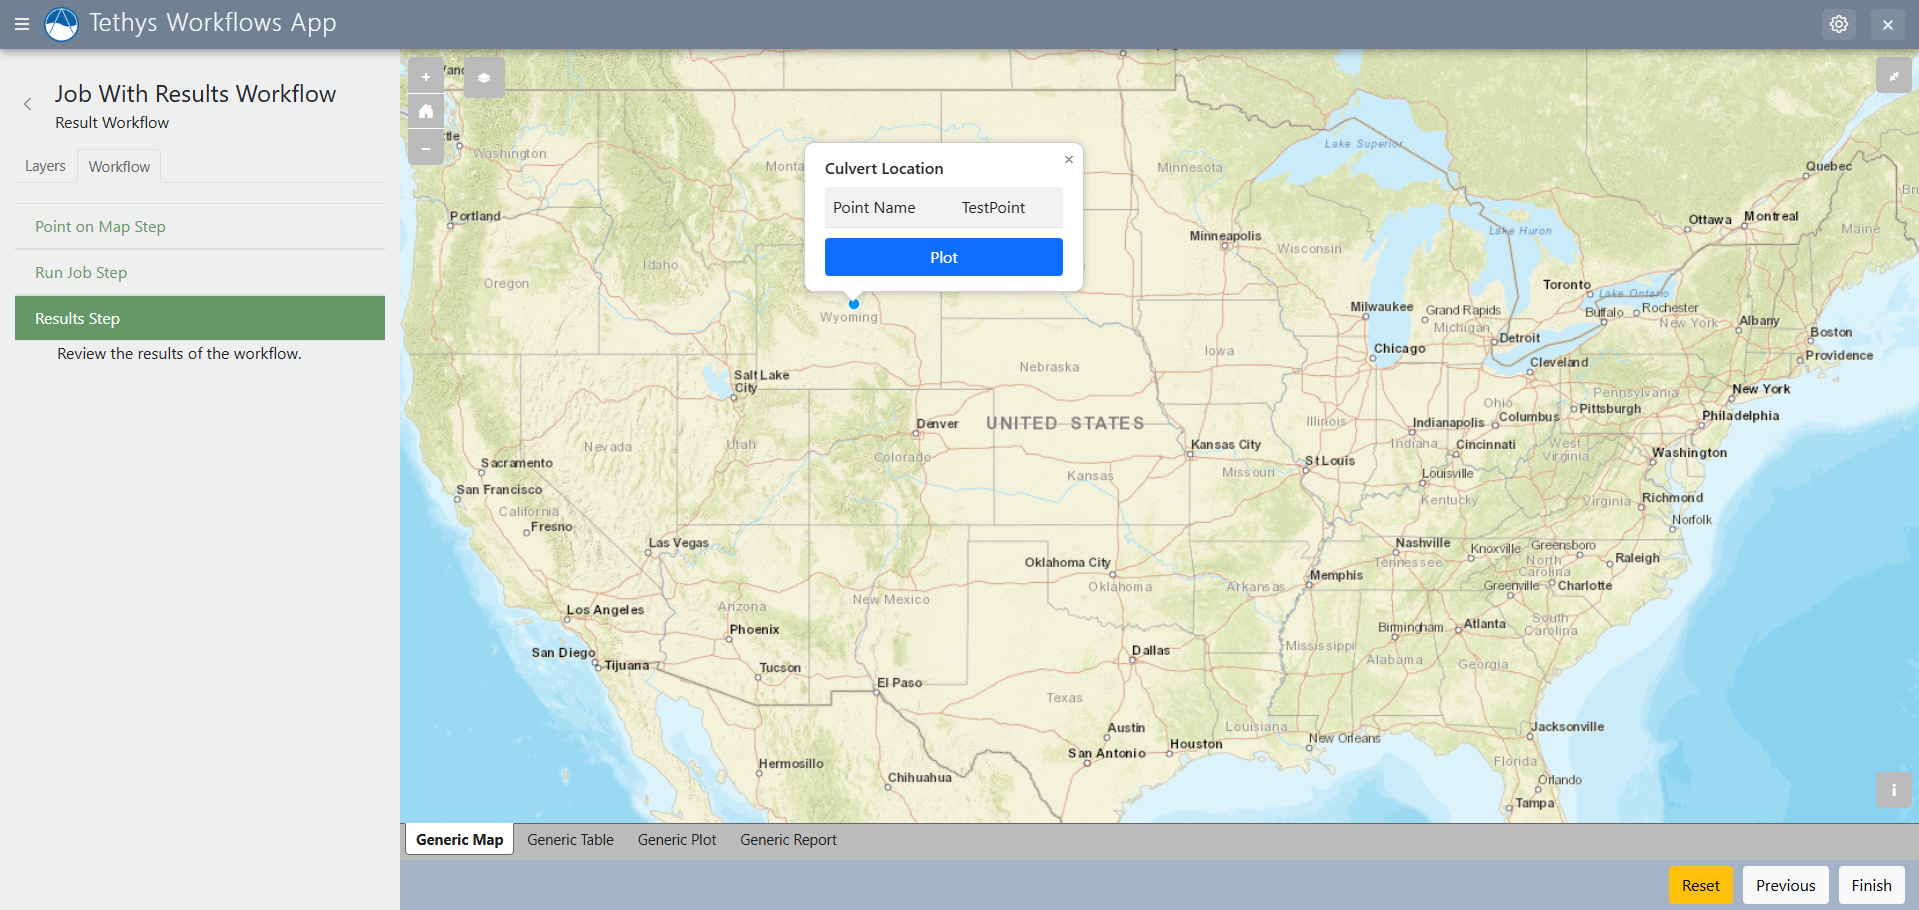 Tethys Workflows App
Job With Results Workflow
Result Workflow
Layers
Workflow
Point on Map Step
Run Job Step
Results Step
Review the results of the workflow.
+
−
Culvert Location
×
Point Name TestPoint
Plot
Lake Superior
Washington
Minnesota
Quebec
Portland
Ottawa
Montreal
Maine
Lake Huron
Minneapolis
Wisconsin
Idaho
Oregon
Toronto
Lake Ontario
Milwaukee
Grand Rapids
Buffalo
Rochester
Wyoming
Michigan
New York
Albany
Boston
Detroit
Iowa
Chicago
Cleveland
Providence
Nebraska
Salt Lake
City
Pennsylvania
New York
Ohio
Pittsburgh
Columbus
Philadelphia
Denver
UNITED STATES
Illinois
Indianapolis
Utah
Nevada
Kansas City
Indiana
Cincinnati
West
Virginia
Washington
Colorado
Sacramento
St Louis
Kansas
Missouri
Louisville
San Francisco
Kentucky
Virginia
Richmond
California
Fresno
Norfolk
Las Vegas
Nashville
Knoxville
Greensboro
Raleigh
Oklahoma City
Tennessee
North
Carolina
Memphis
Oklahoma
Arkansas
Greenville
Charlotte
New Mexico
Los Angeles
Arizona
Phoenix
Birmingham
Atlanta
South
Carolina
San Diego
Mississippi
Dallas
Tijuana
Tucson
Alabama
Georgia
El Paso
Texas
Austin
Louisiana
Jacksonville
New Orleans
Houston
San Antonio
Hermosillo
Florida
Chihuahua
Orlando
Tampa
i
Generic Map
Generic Table
Generic Plot
Generic Report
Reset
Previous
Finish